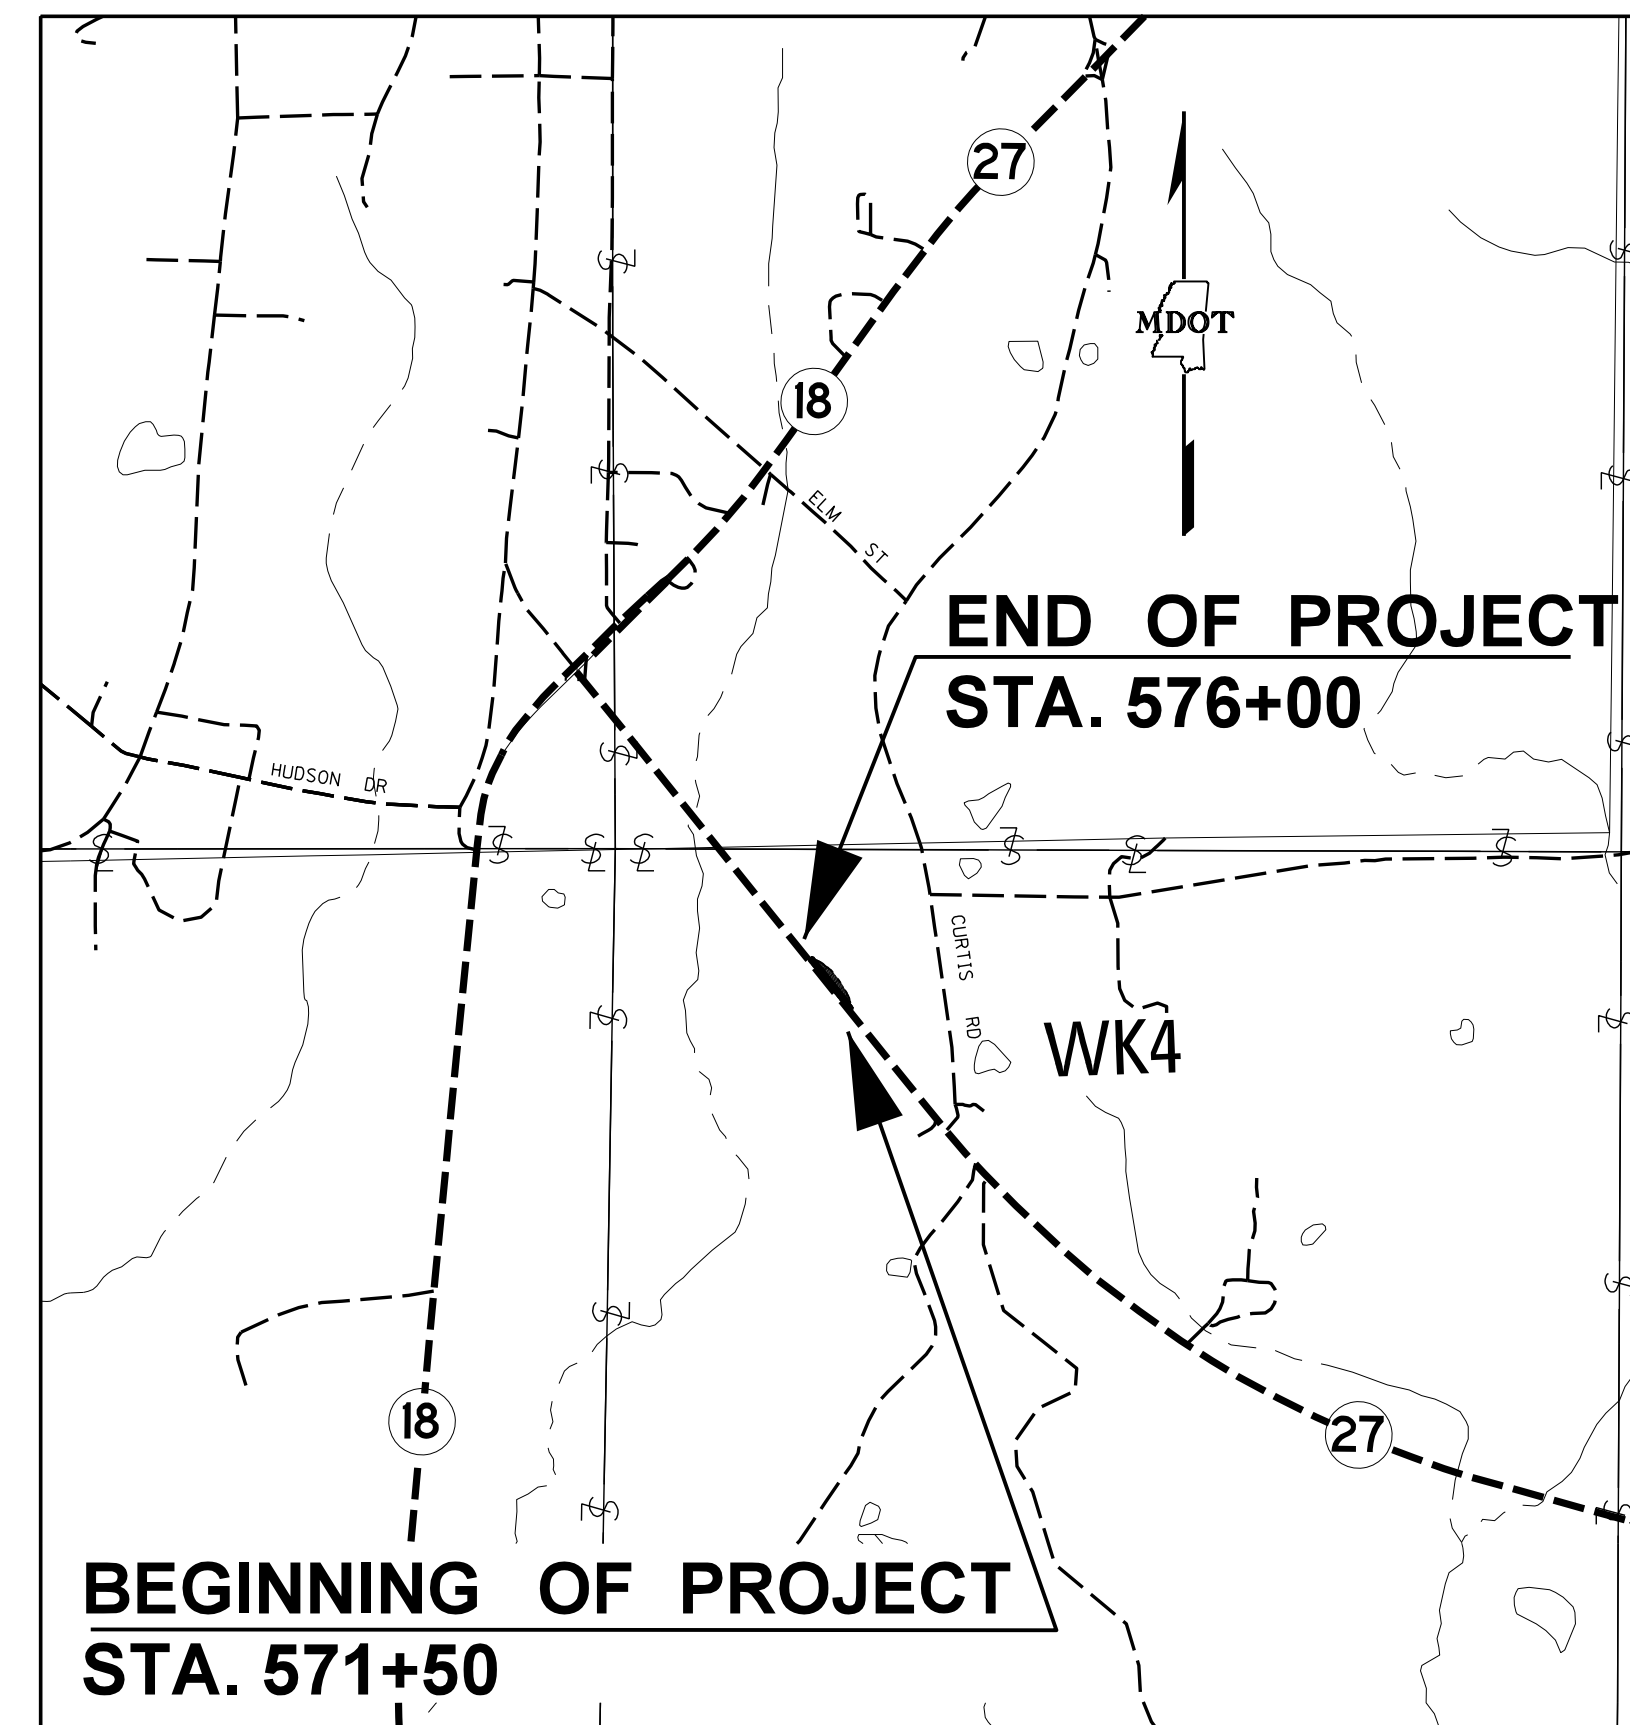 27
MDOT
18
ELM ST
END OF PROJECT
STA. 576+00
HUDSON DR
CURTIS RD
WK4
18
27
BEGINNING OF PROJECT
STA. 571+50